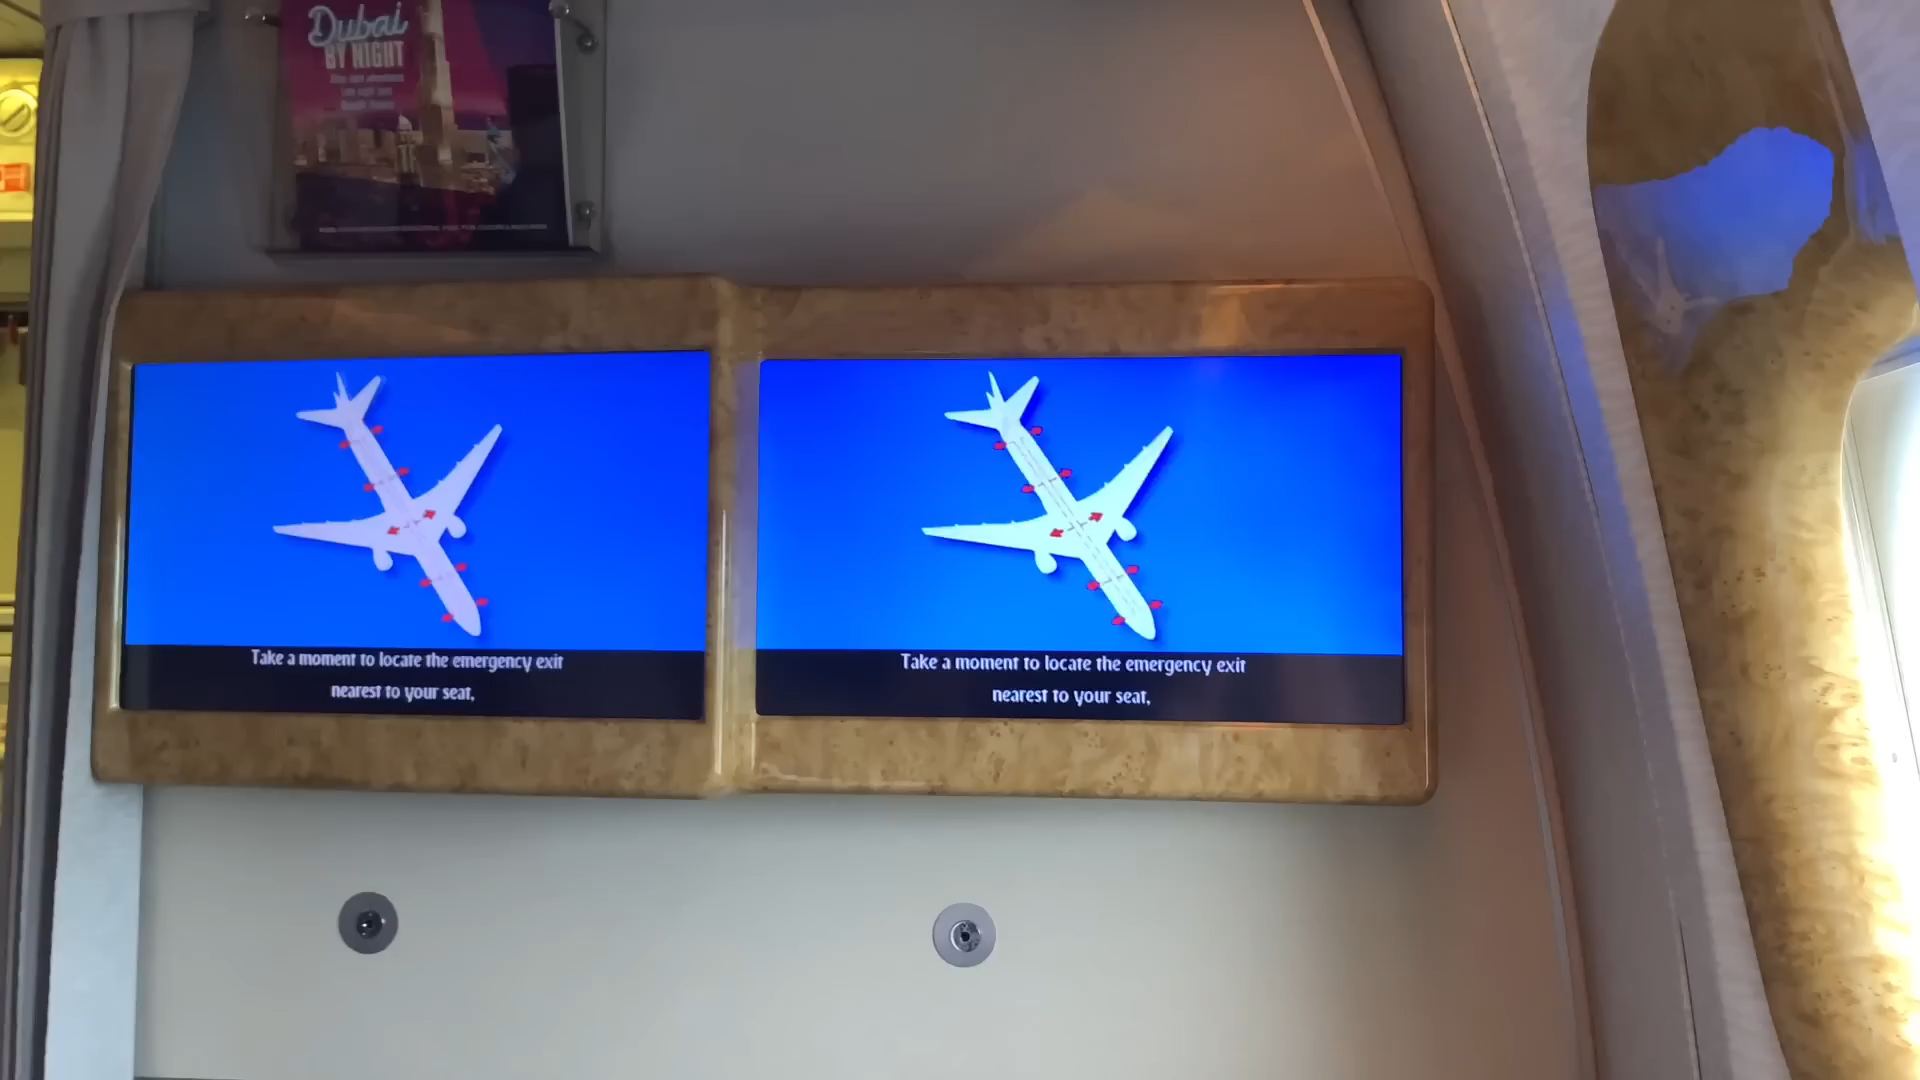 Dubai
BY NIGHT
Take a moment to locate the emergency exit
nearest to your seat,
Take a moment to locate the emergency exit
nearest to your seat,